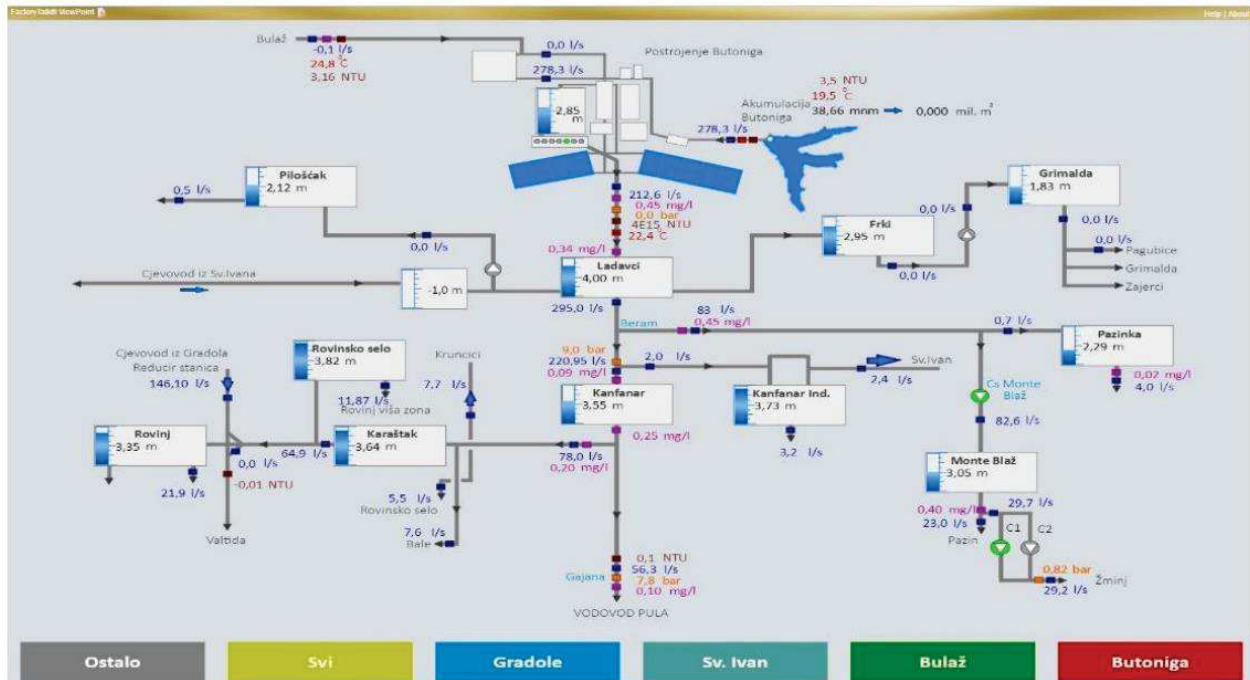 FactoryTalk® ViewPoint
Help | About
Bulaž
-0,1 l/s
24,8 °C
3,16 NTU
0,0 l/s
278,3 l/s
Postrojenje Butoniga
2,85
m
3,5 NTU
19,5 °C
38,66 mnm
0,000 mil. m³
Akumulacija
Butoniga
278,3 l/s
Pilošćak
2,12 m
0,5 l/s
0,0 l/s
212,6 l/s
0,45 mg/l
0,0 bar
4E15 NTU
22,4 °C
0,34 mg/l
Grimalda
1,83 m
0,0 l/s
0,0 l/s
0,0 l/s
Pagubice
Grimalda
Zajerci
Frki
2,95 m
0,0 l/s
Cjevovod iz Sv.Ivana
-1,0 m
Ladavci
4,00 m
295,0 l/s
Beram
83 l/s
0,45 mg/l
0,7 l/s
Pazinka
2,29 m
0,02 mg/l
4,0 l/s
Cjevovod iz Gradola
Reducir stanica
146,10 l/s
Rovinsko selo
3,82 m
11,87 l/s
Rovinj viša zona
Kruncici
7,7 l/s
9,0 bar
220,95 l/s
0,09 mg/l
2,0 l/s
Sv.Ivan
2,4 l/s
Kanfanar
3,55 m
0,25 mg/l
Kanfanar Ind.
3,73 m
3,2 l/s
Cs Monte
Blaž
82,6 l/s
Rovinj
3,35 m
21,9 l/s
0,0 l/s
64,9 l/s
-0,01 NTU
Valtida
Karaštak
3,64 m
5,5 l/s
Rovinsko selo
7,6 l/s
Bale
78,0 l/s
0,20 mg/l
Monte Blaž
3,05 m
0,40 mg/l
23,0 l/s
Pazin
29,7 l/s
C1
C2
0,82 bar
Žminj
29,2 l/s
0,1 NTU
56,3 l/s
Gajana
7,8 bar
0,10 mg/l
VODOVOD PULA
Ostalo
Svi
Gradole
Sv. Ivan
Bulaž
Butoniga